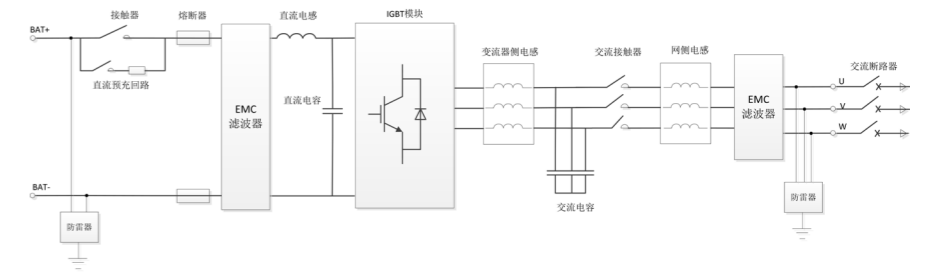 接触器
熔断器
直流电感
IGBT模块
BAT+
变流器侧电感
交流接触器
网侧电感
交流断路器
直流预充回路
EMC
滤波器
直流电容
EMC
滤波器
U
V
W
BAT-
防雷器
交流电容
防雷器